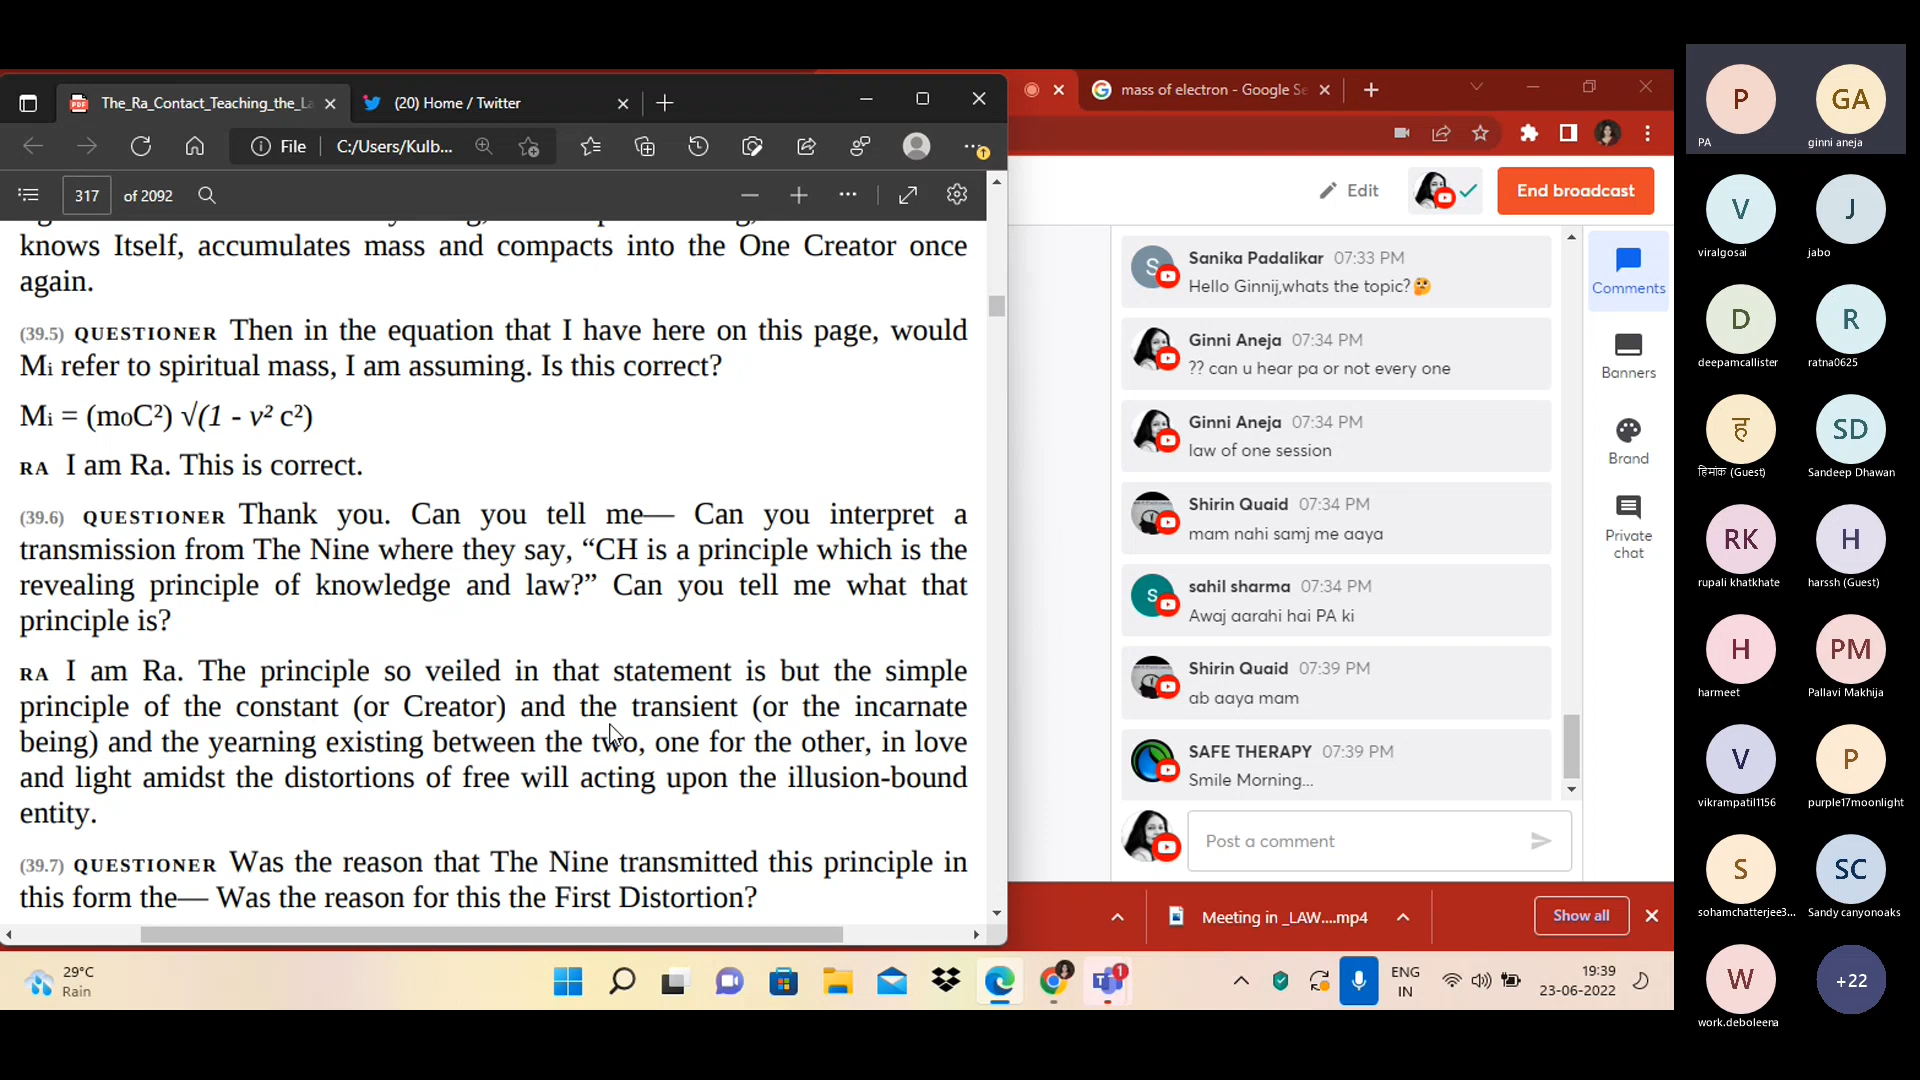 The_Ra_Contact_Teaching_the_La
(20) Home / Twitter
mass of electron - Google Se
File
C:/Users/Kulb...
317
of 2092
knows Itself, accumulates mass and compacts into the One Creator once
again.
(39.5) QUESTIONER Then in the equation that I have here on this page, would
Mi refer to spiritual mass, I am assuming. Is this correct?
Mi = (m0C²) √(1 - v² c²)
RA I am Ra. This is correct.
(39.6) QUESTIONER Thank you. Can you tell me— Can you interpret a
transmission from The Nine where they say, “CH is a principle which is the
revealing principle of knowledge and law?” Can you tell me what that
principle is?
RA I am Ra. The principle so veiled in that statement is but the simple
principle of the constant (or Creator) and the transient (or the incarnate
being) and the yearning existing between the two, one for the other, in love
and light amidst the distortions of free will acting upon the illusion-bound
entity.
(39.7) QUESTIONER Was the reason that The Nine transmitted this principle in
this form the— Was the reason for this the First Distortion?
Edit
End broadcast
S
Sanika Padalikar 07:33 PM
Hello Ginnij,whats the topic?🤔
Ginni Aneja 07:34 PM
?? can u hear pa or not every one
Ginni Aneja 07:34 PM
law of one session
Shirin Quaid 07:34 PM
mam nahi samj me aaya
S
sahil sharma 07:34 PM
Awaj aarahi hai PA ki
Shirin Quaid 07:39 PM
ab aaya mam
SAFE THERAPY 07:39 PM
Smile Morning...
Post a comment
Comments
Banners
Brand
Private
chat
Meeting in _LAW....mp4
Show all
29°C
Rain
1
ENG
IN
19:39
23-06-2022
P
PA
GA
ginni aneja
V
viralgosai
J
jabo
D
deepamcallister
R
ratna0625
ह
हिमांक (Guest)
SD
Sandeep Dhawan
RK
rupali khatkhate
H
harssh (Guest)
H
harmeet
PM
Pallavi Makhija
V
vikrampatil1156
P
purple17moonlight
S
sohamchatterjee3...
SC
Sandy canyonoaks
W
work.deboleena
+22